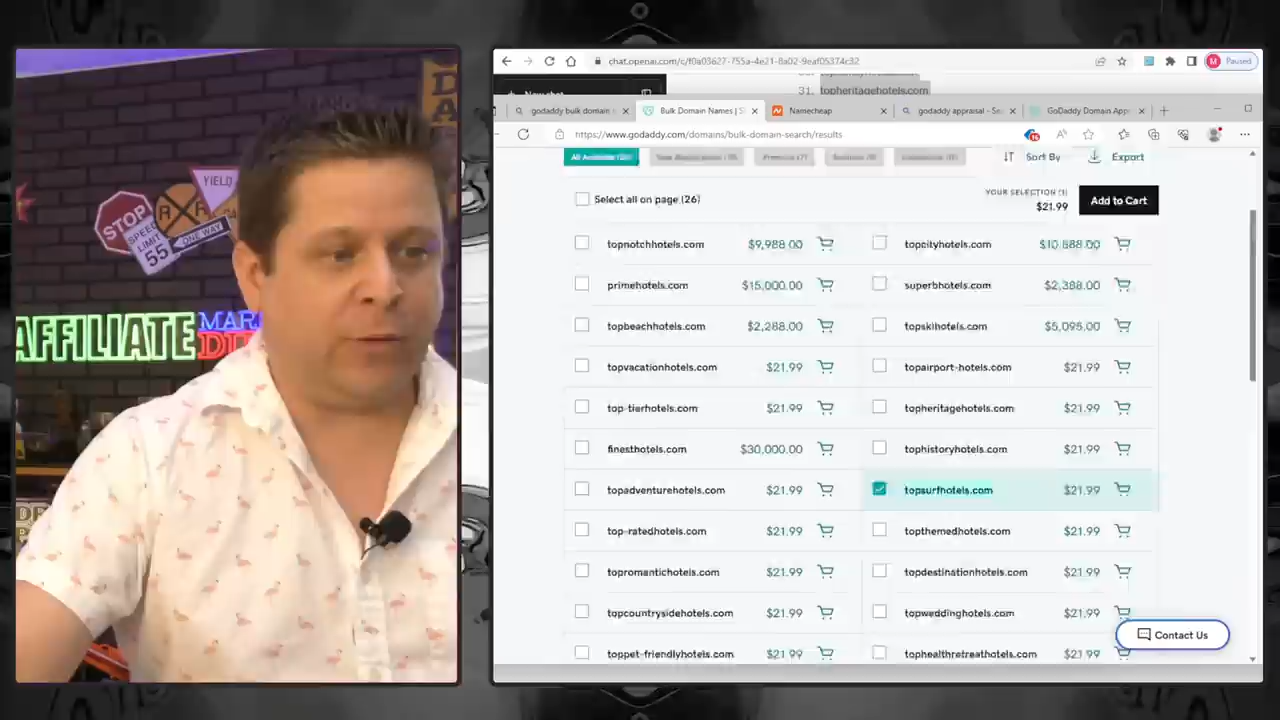 YIELD
STOP
SPEED
LIMIT
55
ONE WAY
AFFILIATE
MAR
DU
chat.openai.com/c/f0a03627-755a-4e21-8a02-9eaf05374c32
Paused
New chat
31. topheritagehotels.com
godaddy bulk domain s
Bulk Domain Names | S
Namecheap
godaddy appraisal - Sea
GoDaddy Domain Appr
https://www.godaddy.com/domains/bulk-domain-search/results
Sort By
Export
Select all on page (26)
YOUR SELECTION (1)
$21.99
Add to Cart
topnotchhotels.com $9,988.00 topcityhotels.com $10,888.00
primehotels.com $15,000.00 superbhotels.com $2,388.00
topbeachhotels.com $2,288.00 topskihotels.com $5,095.00
topvacationhotels.com $21.99 topairport-hotels.com $21.99
top-tierhotels.com $21.99 topheritagehotels.com $21.99
finesthotels.com $30,000.00 tophistoryhotels.com $21.99
topadventurehotels.com $21.99 topsurfhotels.com $21.99
top-ratedhotels.com $21.99 topthemedhotels.com $21.99
topromantichotels.com $21.99 topdestinationhotels.com $21.99
topcountrysidehotels.com $21.99 topweddinghotels.com $21.99
toppet-friendlyhotels.com $21.99 tophealthretreathotels.com $21.99
Contact Us